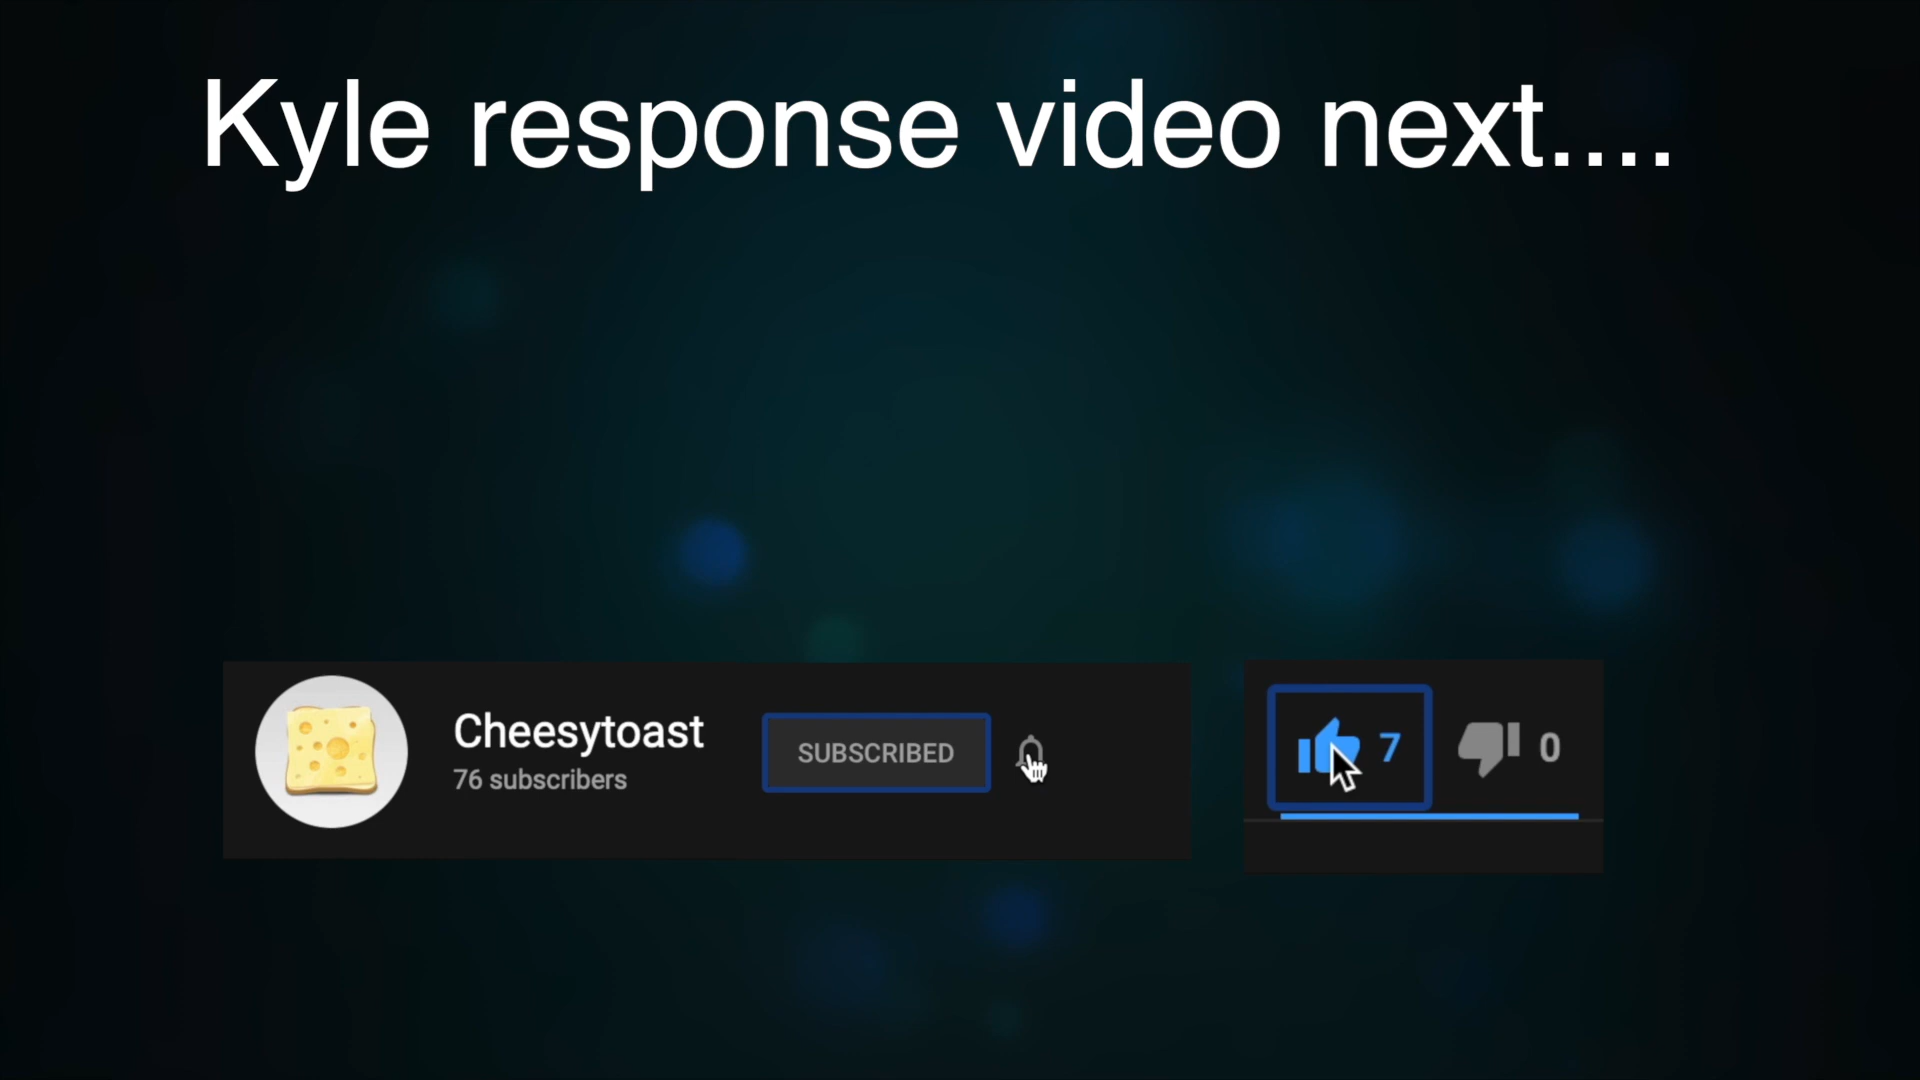 Kyle response video next....
Cheesytoast
76 subscribers
SUBSCRIBED
7
0